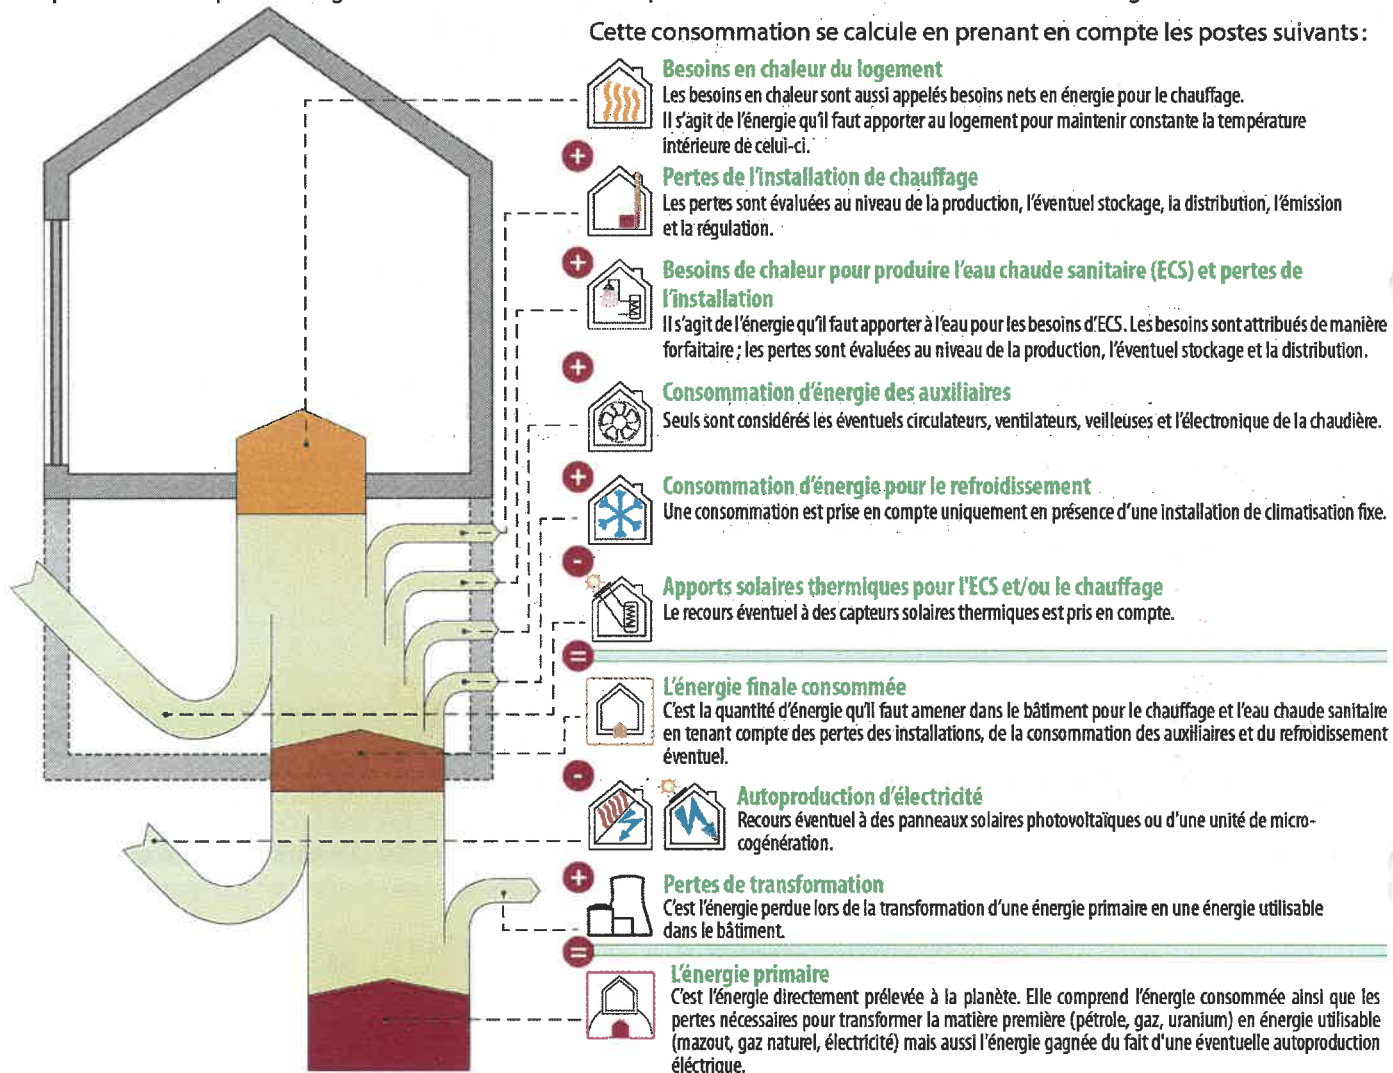 Cette consommation se calcule en prenant en compte les postes suivants :
Besoins en chaleur du logement
Les besoins en chaleur sont aussi appelés besoins nets en énergie pour le chauffage.
Il s'agit de l'énergie qu'il faut apporter au logement pour maintenir constante la température
intérieure de celui-ci.
+
Pertes de l'installation de chauffage
Les pertes sont évaluées au niveau de la production, l'éventuel stockage, la distribution, l'émission
et la régulation.
+
Besoins de chaleur pour produire l'eau chaude sanitaire (ECS) et pertes de
l'installation
Il s'agit de l'énergie qu'il faut apporter à l'eau pour les besoins d'ECS. Les besoins sont attribués de manière
forfaitaire ; les pertes sont évaluées au niveau de la production, l'éventuel stockage et la distribution.
+
Consommation d'énergie des auxiliaires
Seuls sont considérés les éventuels circulateurs, ventilateurs, veilleuses et l'électronique de la chaudière.
+
Consommation d'énergie pour le refroidissement
Une consommation est prise en compte uniquement en présence d'une installation de climatisation fixe.
-
Apports solaires thermiques pour l'ECS et/ou le chauffage
Le recours éventuel à des capteurs solaires thermiques est pris en compte.
=
L'énergie finale consommée
C'est la quantité d'énergie qu'il faut amener dans le bâtiment pour le chauffage et l'eau chaude sanitaire
en tenant compte des pertes des installations, de la consommation des auxiliaires et du refroidissement
éventuel.
-
Autoproduction d'électricité
Recours éventuel à des panneaux solaires photovoltaïques ou d'une unité de micro-
cogénération.
+
Pertes de transformation
C'est l'énergie perdue lors de la transformation d'une énergie primaire en une énergie utilisable
dans le bâtiment.
=
L'énergie primaire
C'est l'énergie directement prélevée à la planète. Elle comprend l'énergie consommée ainsi que les
pertes nécessaires pour transformer la matière première (pétrole, gaz, uranium) en énergie utilisable
(mazout, gaz naturel, électricité) mais aussi l'énergie gagnée du fait d'une éventuelle autoproduction
éléctrique.